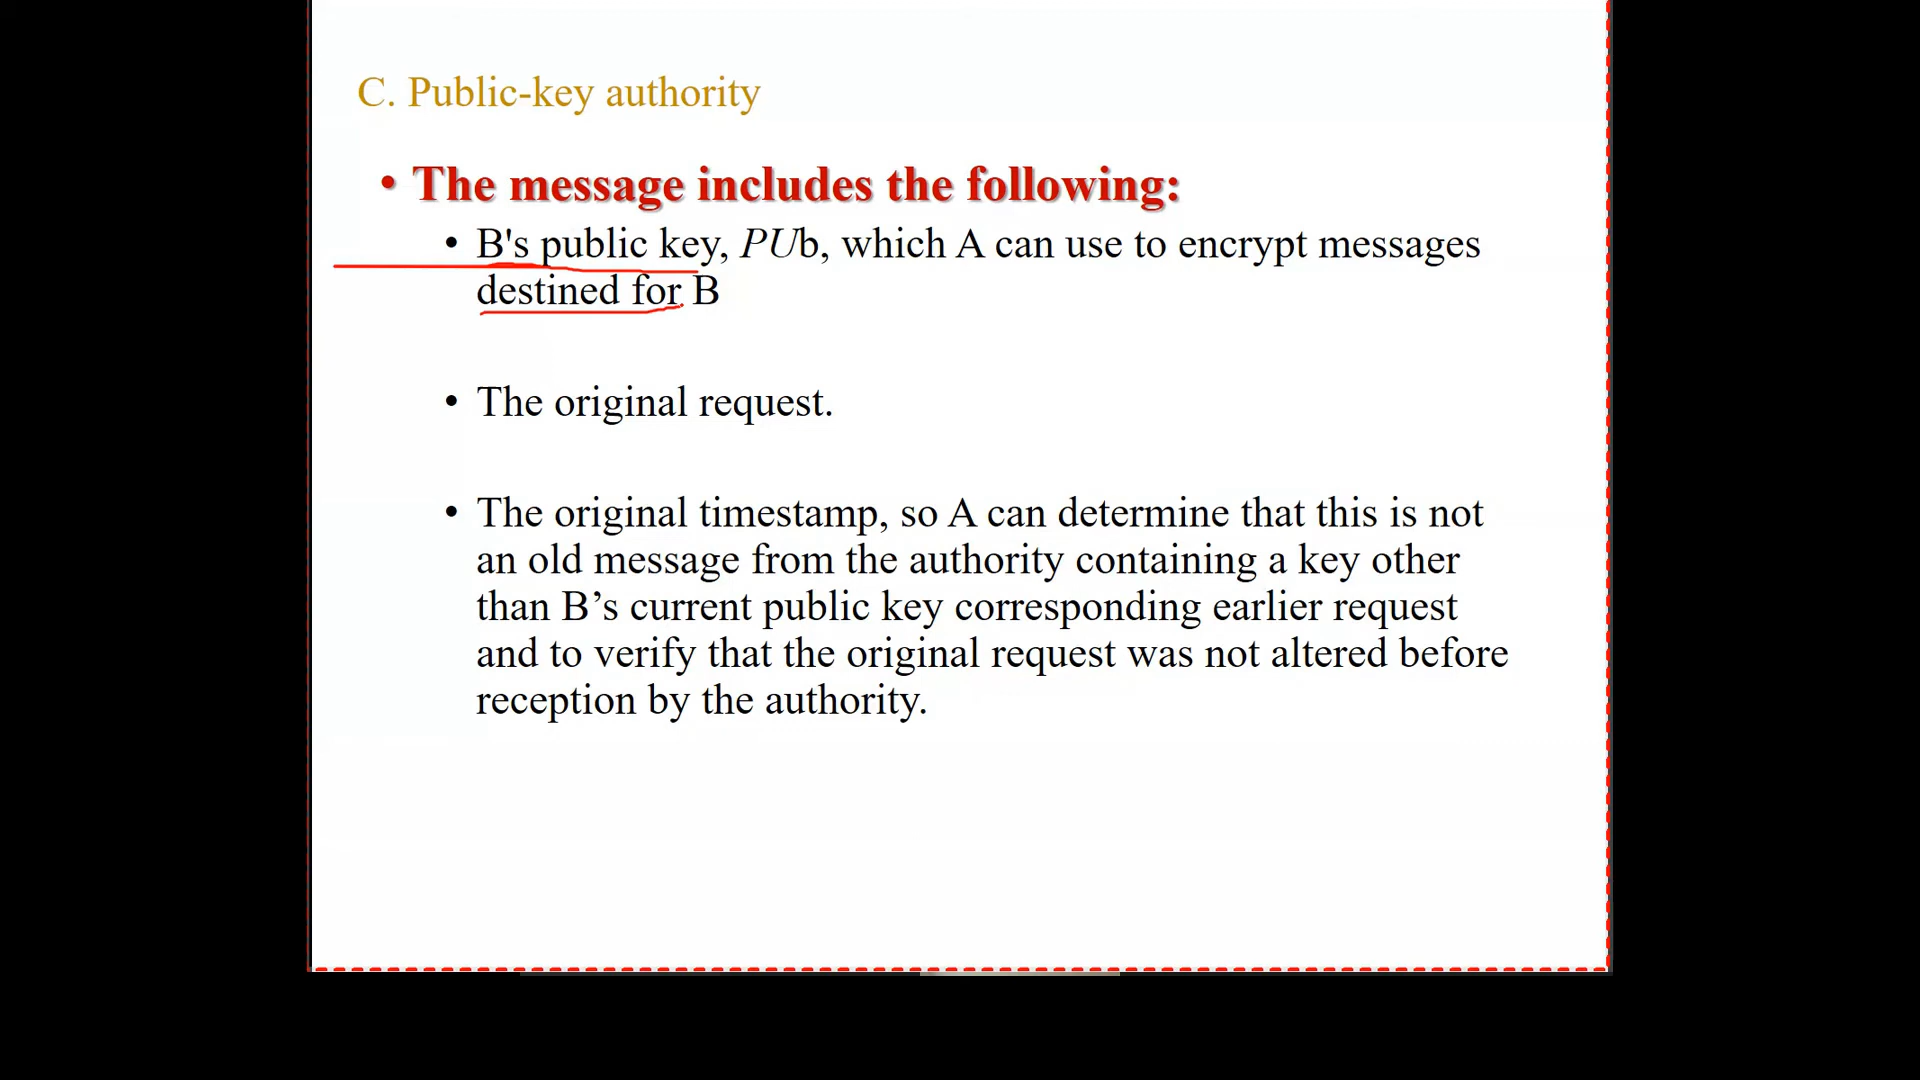 C. Public-key authority
• The message includes the following:
• B's public key, PUb, which A can use to encrypt messages
destined for B
• The original request.
• The original timestamp, so A can determine that this is not
an old message from the authority containing a key other
than B’s current public key corresponding earlier request
and to verify that the original request was not altered before
reception by the authority.